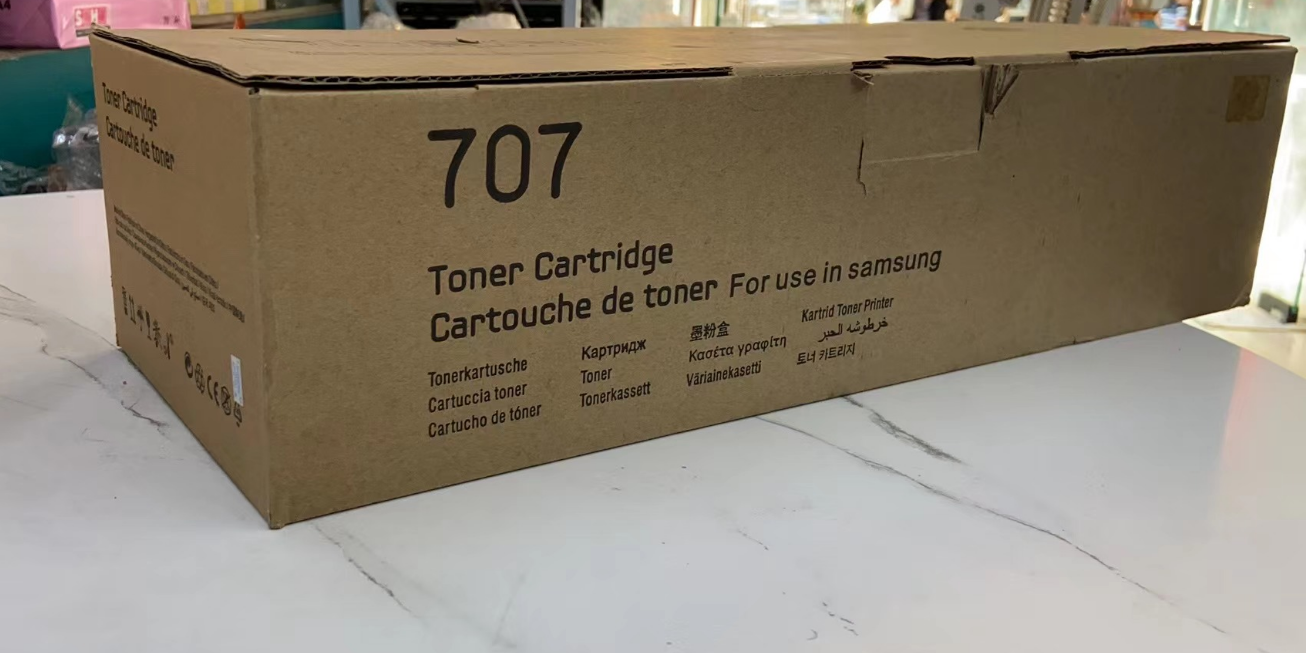 A4
S H
Toner Cartridge
Cartouche de toner
707
Toner Cartridge
Cartouche de toner For use in samsung
Tonerkartusche
Cartuccia toner
Cartucho de tóner
Картридж
Toner
Tonerkassett
墨粉盒
Κασέτα γραφίτη
Väriainekasetti
Kartrid Toner Printer
خرطوشه الحبر
토너 카트리지
CE